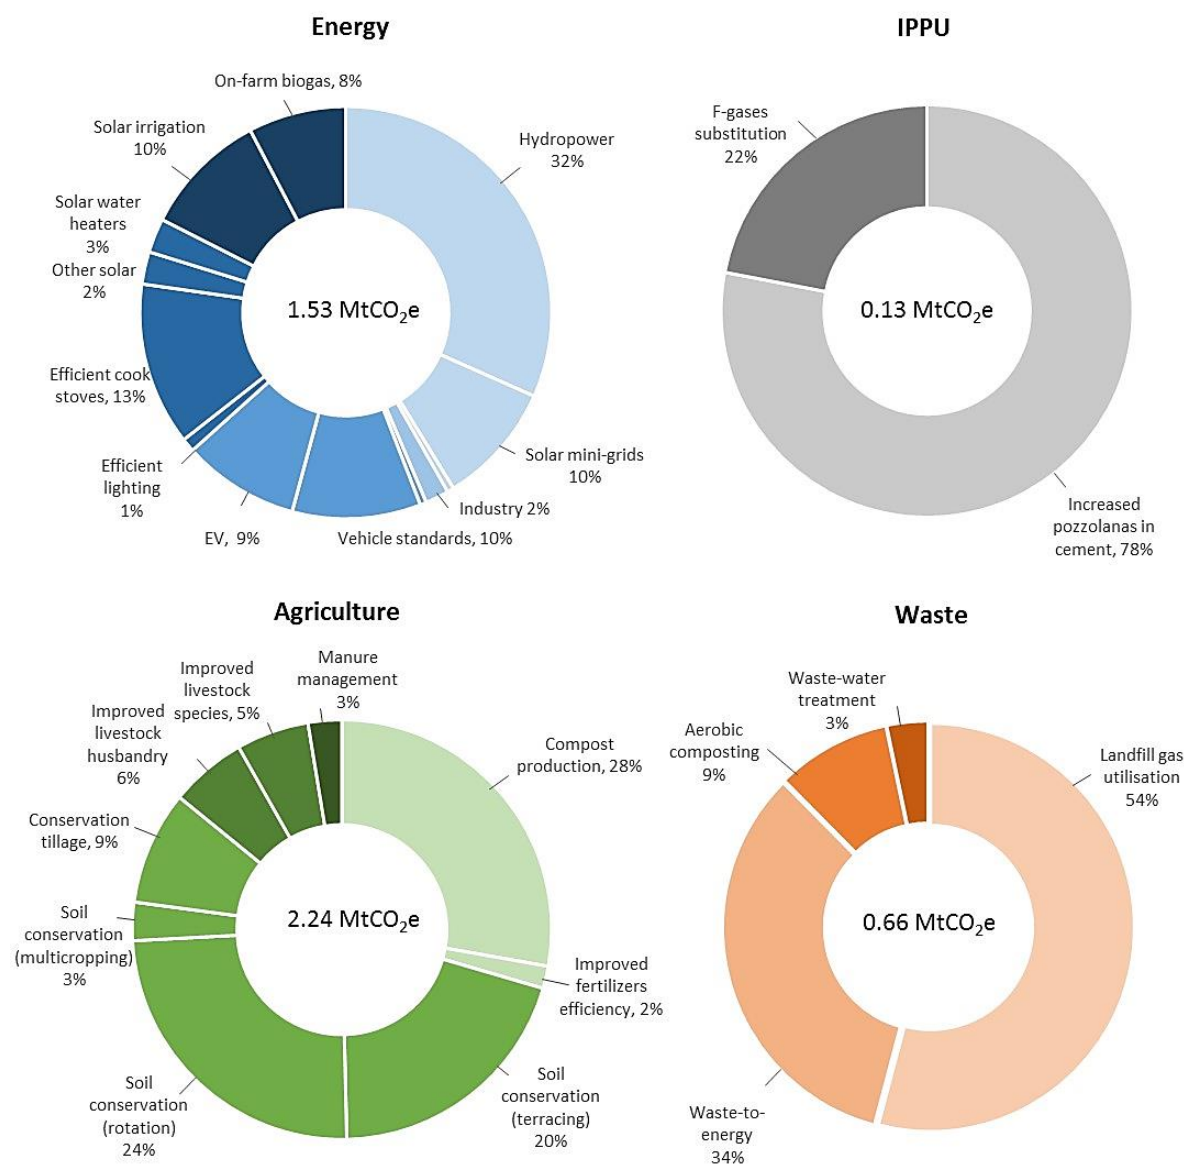 Energy
On-farm biogas, 8%
Solar irrigation
10%
Hydropower
32%
Solar water
heaters
3%
Other solar
2%
1.53 MtCO₂e
Efficient cook
stoves, 13%
Solar mini-grids
10%
Efficient
lighting
1%
Industry 2%
EV, 9%
Vehicle standards, 10%
IPPU
F-gases
substitution
22%
0.13 MtCO₂e
Increased
pozzolanas in
cement, 78%
Agriculture
Manure
management
3%
Improved
livestock
species, 5%
Improved
livestock
husbandry
6%
Compost
production, 28%
Conservation
tillage, 9%
2.24 MtCO₂e
Soil
conservation
(multicropping)
3%
Improved
fertilizers
efficiency, 2%
Soil
conservation
(rotation)
24%
Soil
conservation
(terracing)
20%
Waste
Waste-water
treatment
3%
Aerobic
composting
9%
Landfill gas
utilisation
54%
0.66 MtCO₂e
Waste-to-
energy
34%